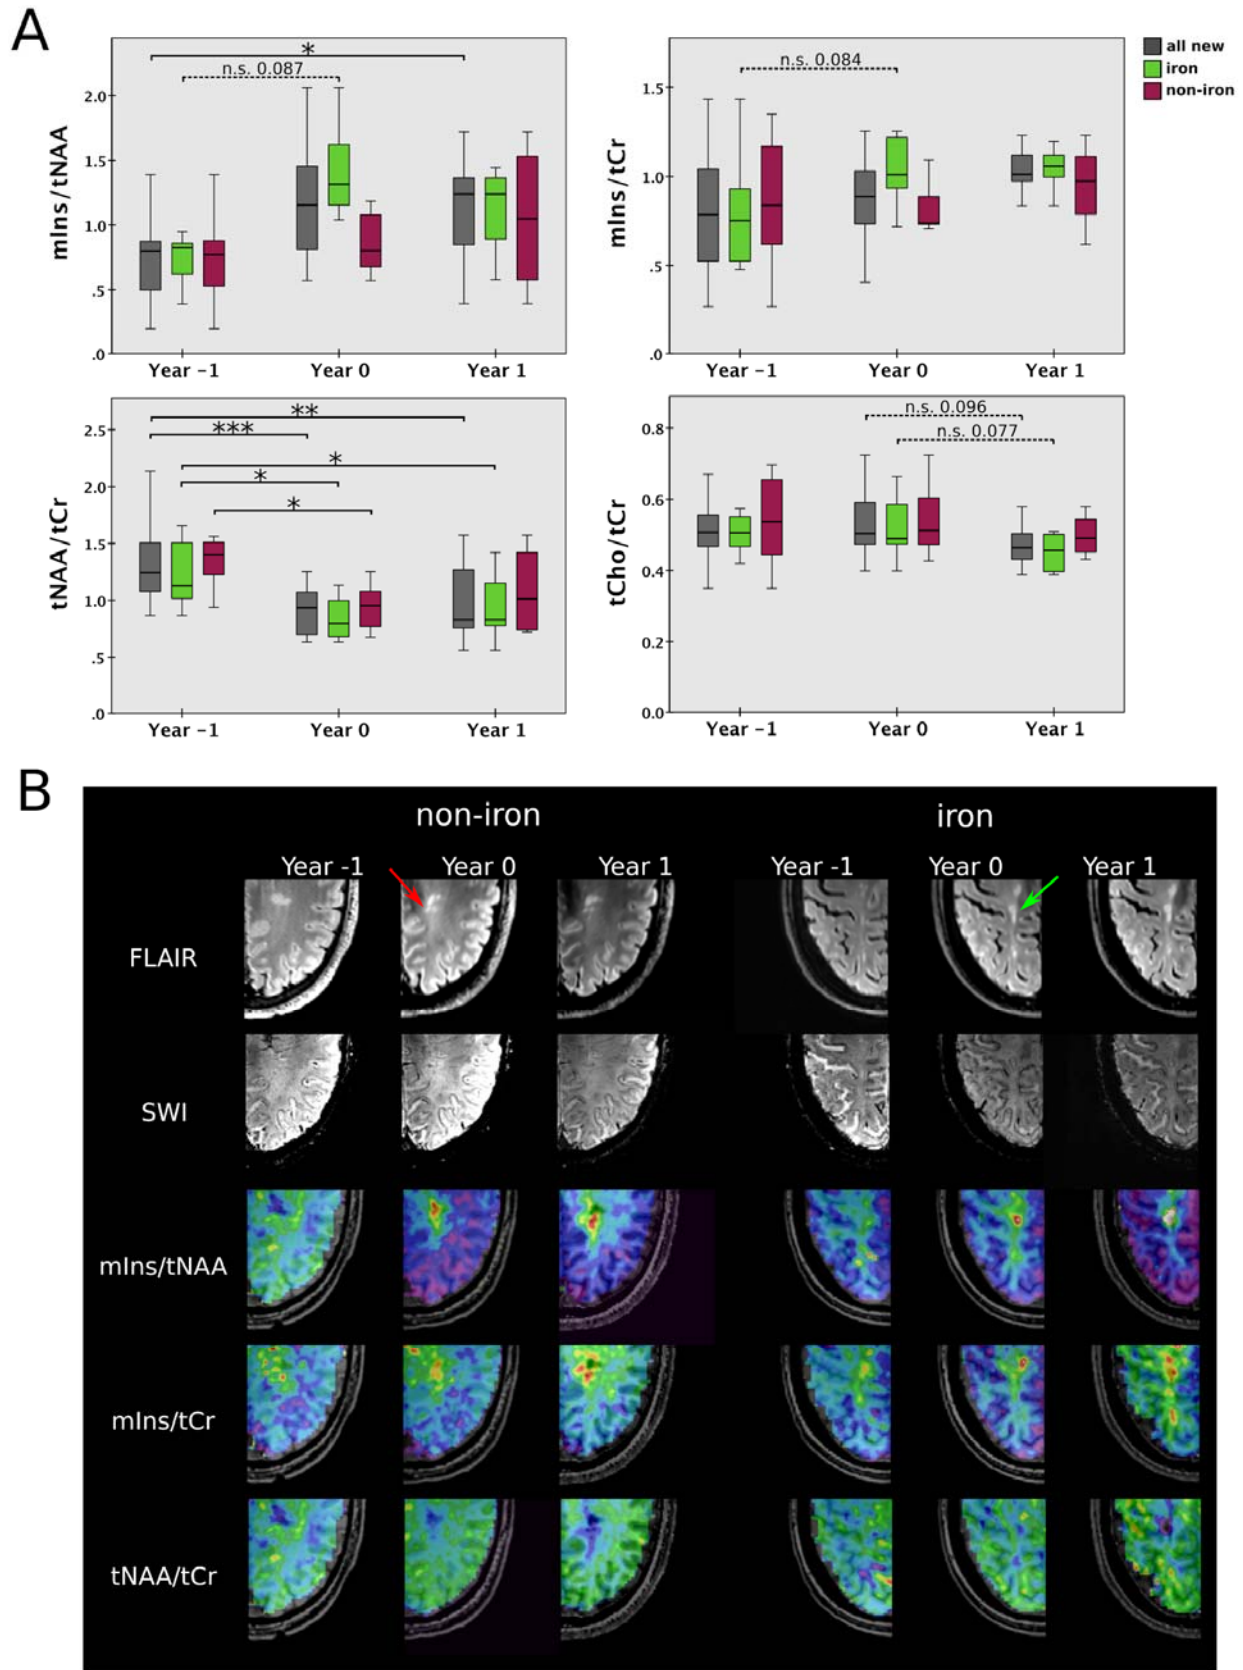 A
mIns/tNAA
2.0
1.5
1.0
.5
.0
*
n.s. 0.087
Year -1 Year 0 Year 1
mIns/tCr
1.5
1.0
.5
.0
n.s. 0.084
Year -1 Year 0 Year 1
all new
iron
non-iron
tNAA/tCr
2.5
2.0
1.5
1.0
.5
.0
**
***
*
*
*
Year -1 Year 0 Year 1
tCho/tCr
0.8
0.6
0.4
0.2
0.0
n.s. 0.096
n.s. 0.077
Year -1 Year 0 Year 1
B
non-iron iron
Year -1 Year 0 Year 1 Year -1 Year 0 Year 1
FLAIR
SWI
mIns/tNAA
mIns/tCr
tNAA/tCr